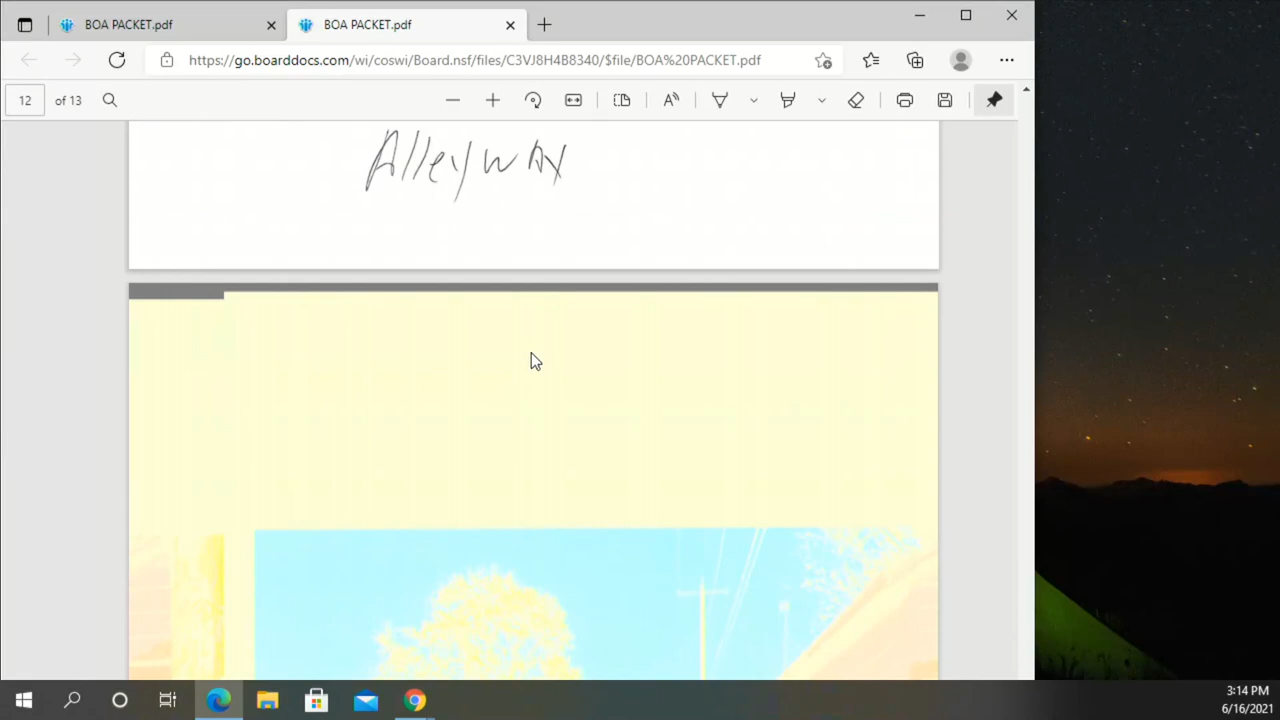 BOA PACKET.pdf
BOA PACKET.pdf
https://go.boarddocs.com/wi/coswi/Board.nsf/files/C3VJ8H4B8340/$file/BOA%20PACKET.pdf
12 of 13
AlleywAy
3:14 PM
6/16/2021